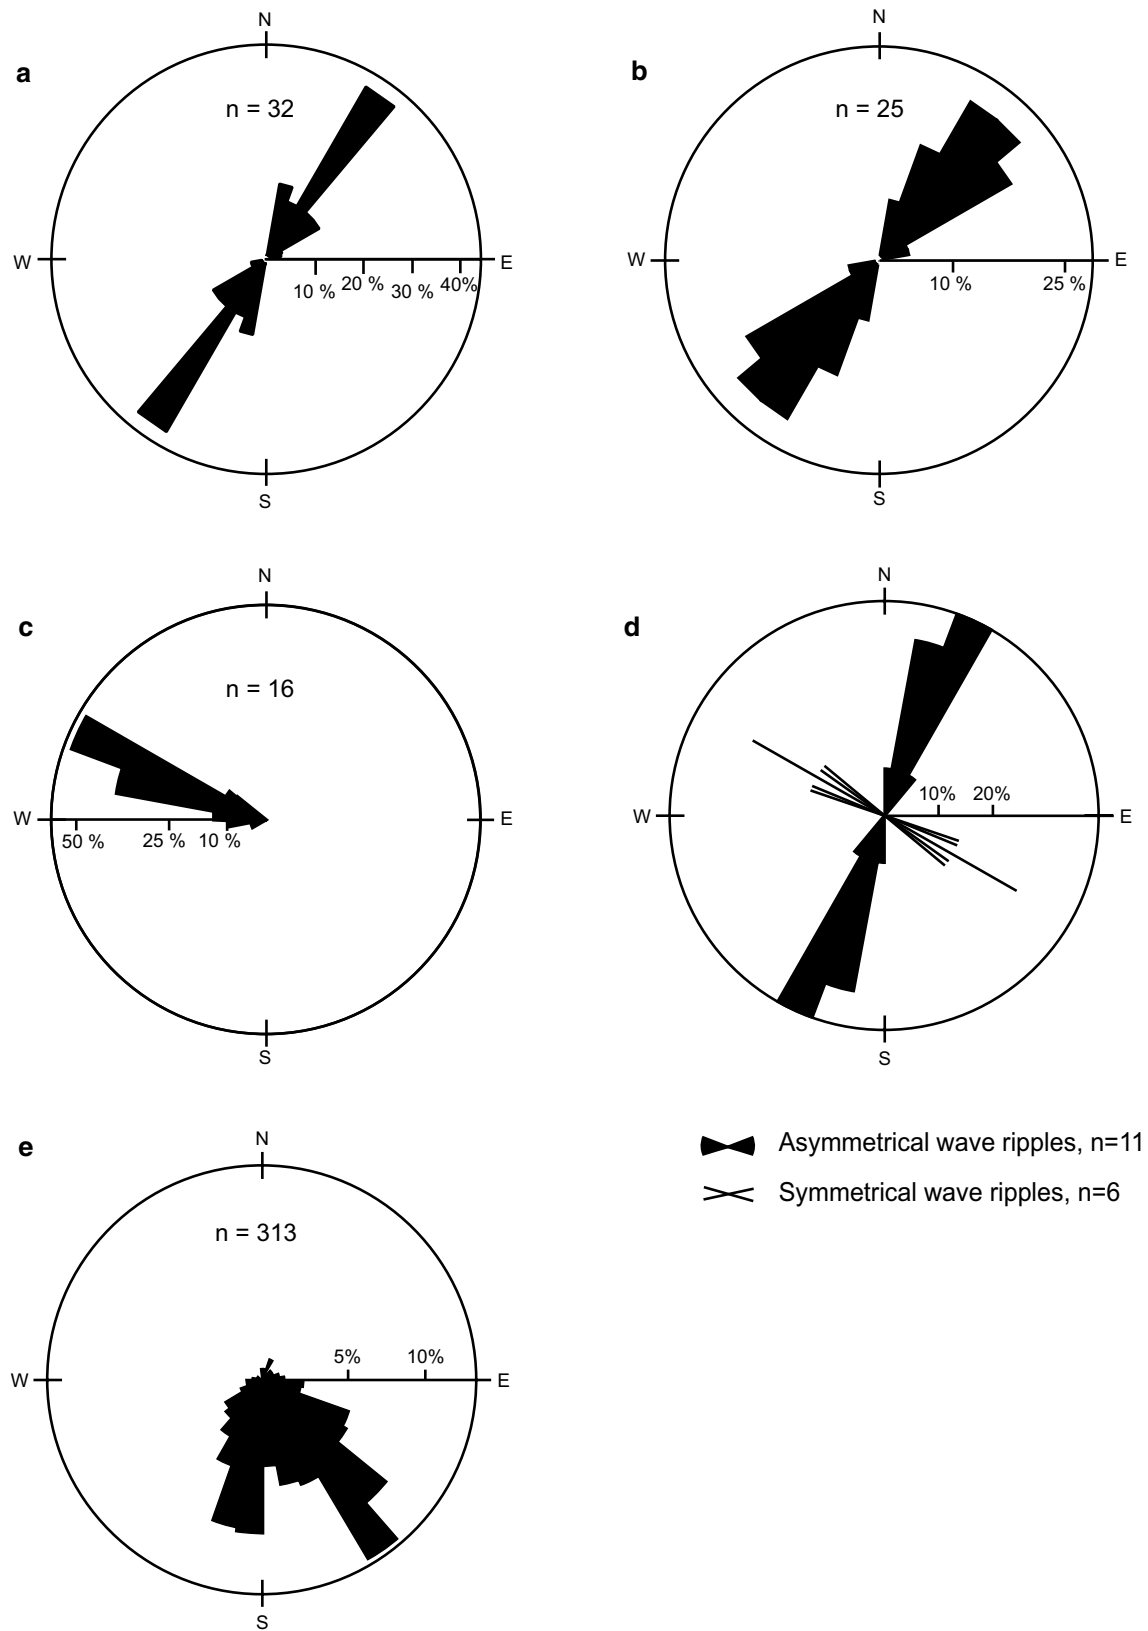 a
N
n = 32
W
E
10 % 20 % 30 % 40%
S
b
N
n = 25
W
E
10 % 25 %
S
c
N
n = 16
W
E
50 % 25 % 10 %
S
d
N
10% 20%
W
E
S
Asymmetrical wave ripples, n=11
Symmetrical wave ripples, n=6
e
N
n = 313
5% 10%
W
E
S